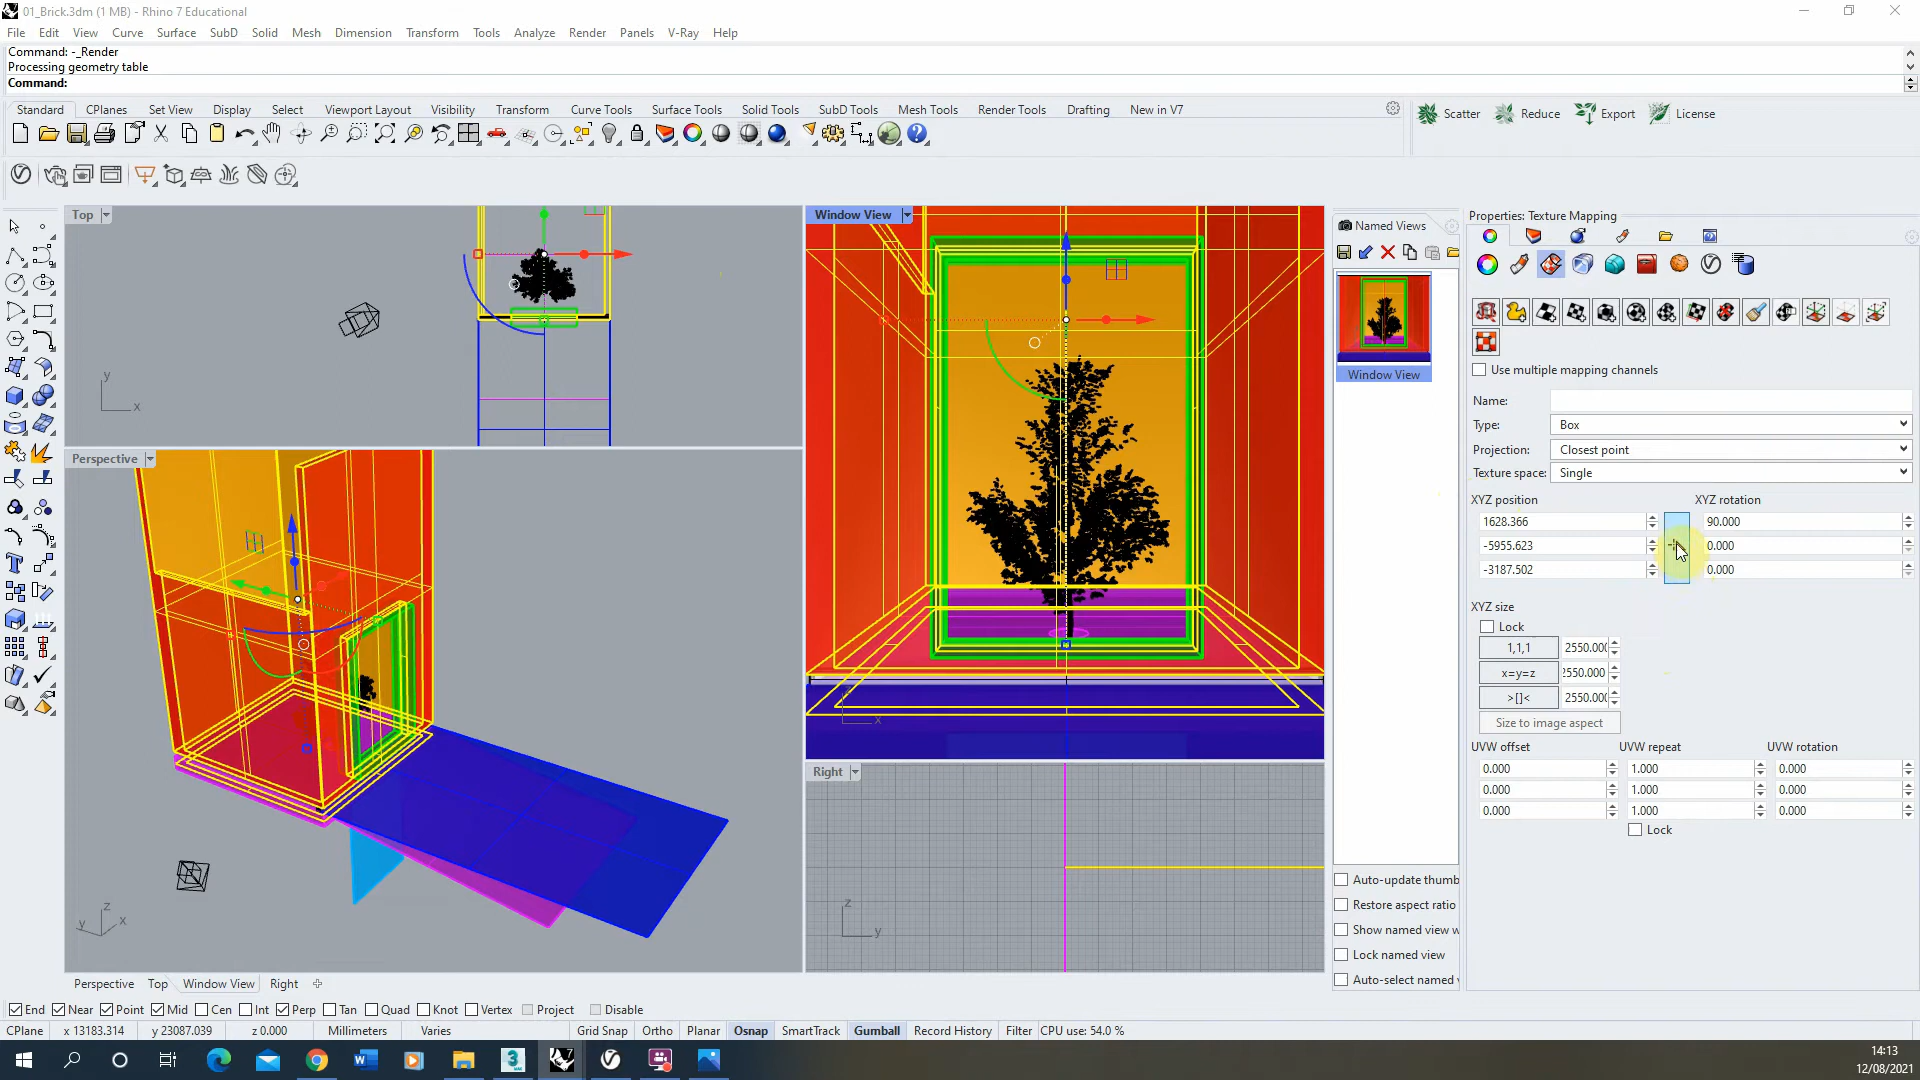 01_Brick.3dm (1 MB) - Rhino 7 Educational
File Edit View Curve Surface SubD Solid Mesh Dimension Transform Tools Analyze Render Panels V-Ray Help
Command: -_Render
Processing geometry table
Command:
Standard CPlanes Set View Display Select Viewport Layout Visibility Transform Curve Tools Surface Tools Solid Tools SubD Tools Mesh Tools Render Tools Drafting New in V7
Scatter Reduce Export License
Top
Window View
Named Views
Properties: Texture Mapping
Window View
Use multiple mapping channels
Name:
Type: Box
Projection: Closest point
Texture space: Single
XYZ position XYZ rotation
1628.366 90.000
-5955.623 0.000
-3187.502 0.000
XYZ size
Lock
1,1,1 2550.000
x=y=z 2550.000
>[]< 2550.000
Size to image aspect
UVW offset UVW repeat UVW rotation
0.000 1.000 0.000
0.000 1.000 0.000
0.000 1.000 0.000
Lock
Perspective
Right
y
x
z
y x
x
z
y
Auto-update thumb
Restore aspect ratio
Show named view w
Lock named view
Auto-select named v
Perspective Top Window View Right
End Near Point Mid Cen Int Perp Tan Quad Knot Vertex Project Disable
CPlane x 13183.314 y 23087.039 z 0.000 Millimeters Varies Grid Snap Ortho Planar Osnap SmartTrack Gumball Record History Filter CPU use: 54.0 %
14:13
12/08/2021